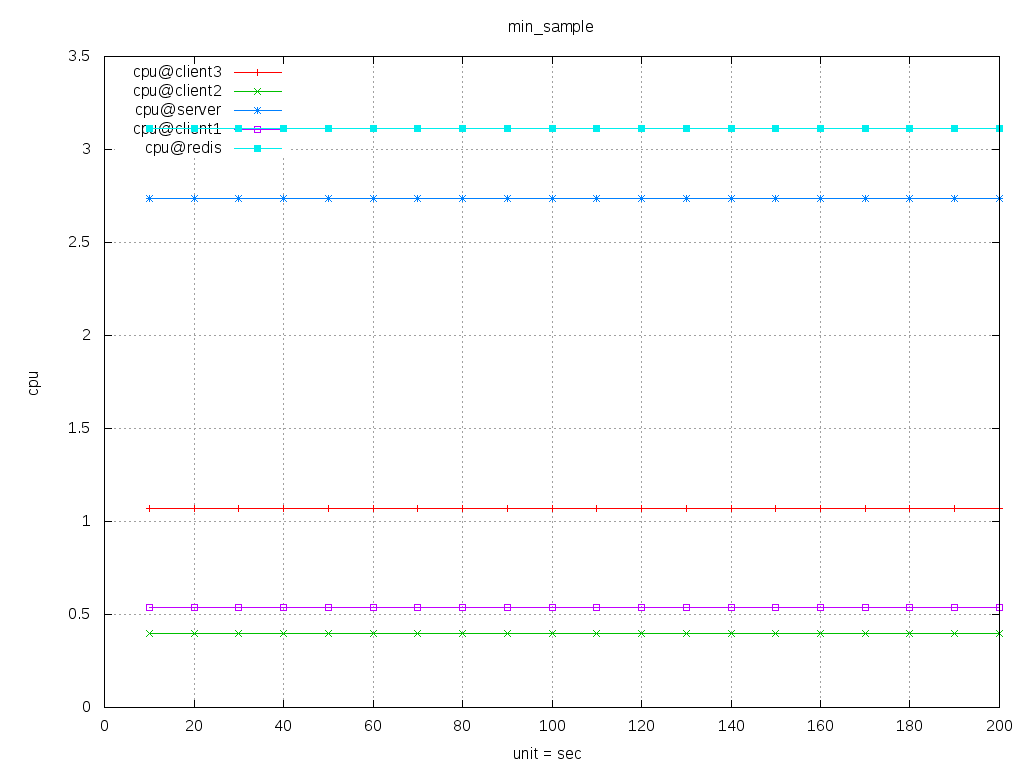 min_sample
3.5
cpu@client3
cpu@client2
cpu@server
cpu@client1
cpu@redis
3
2.5
2
cpu
1.5
1
0.5
0
0 20 40 60 80 100 120 140 160 180 200
unit = sec